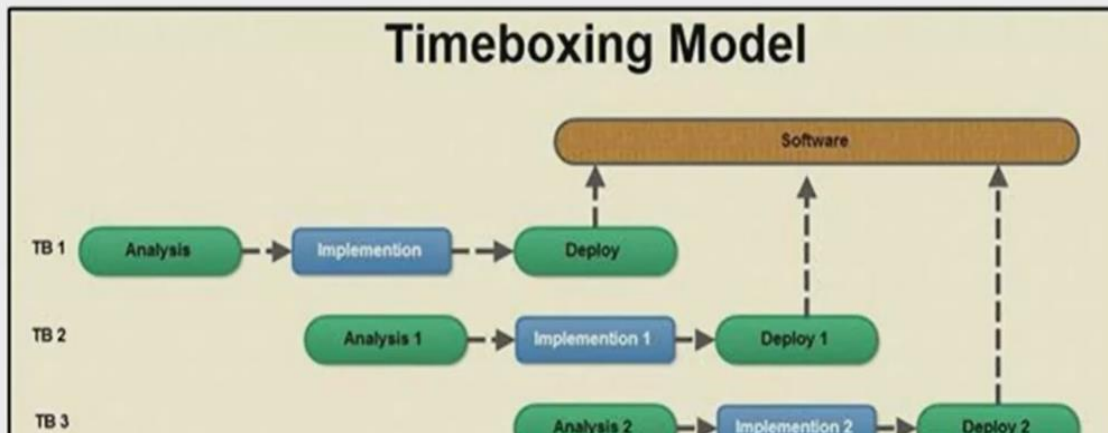 Timeboxing Model
Software
TB 1 Analysis Implemention Deploy
TB 2 Analysis 1 Implemention 1 Deploy 1
TB 3 Analysis 2 Implemention 2 Deploy 2